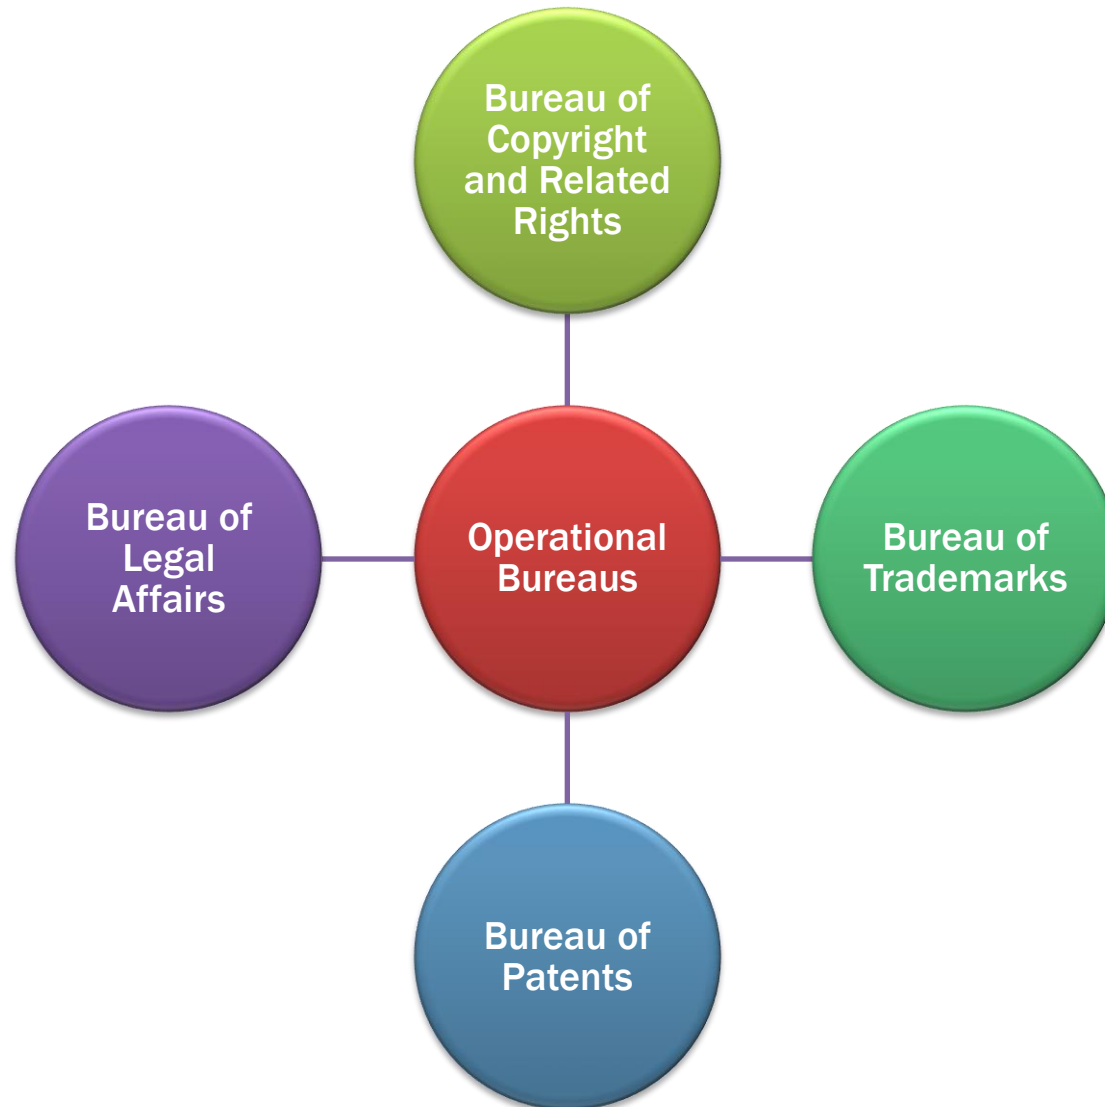 Bureau of
Copyright
and Related
Rights
Bureau of
Legal
Affairs
Operational
Bureaus
Bureau of
Trademarks
Bureau of
Patents